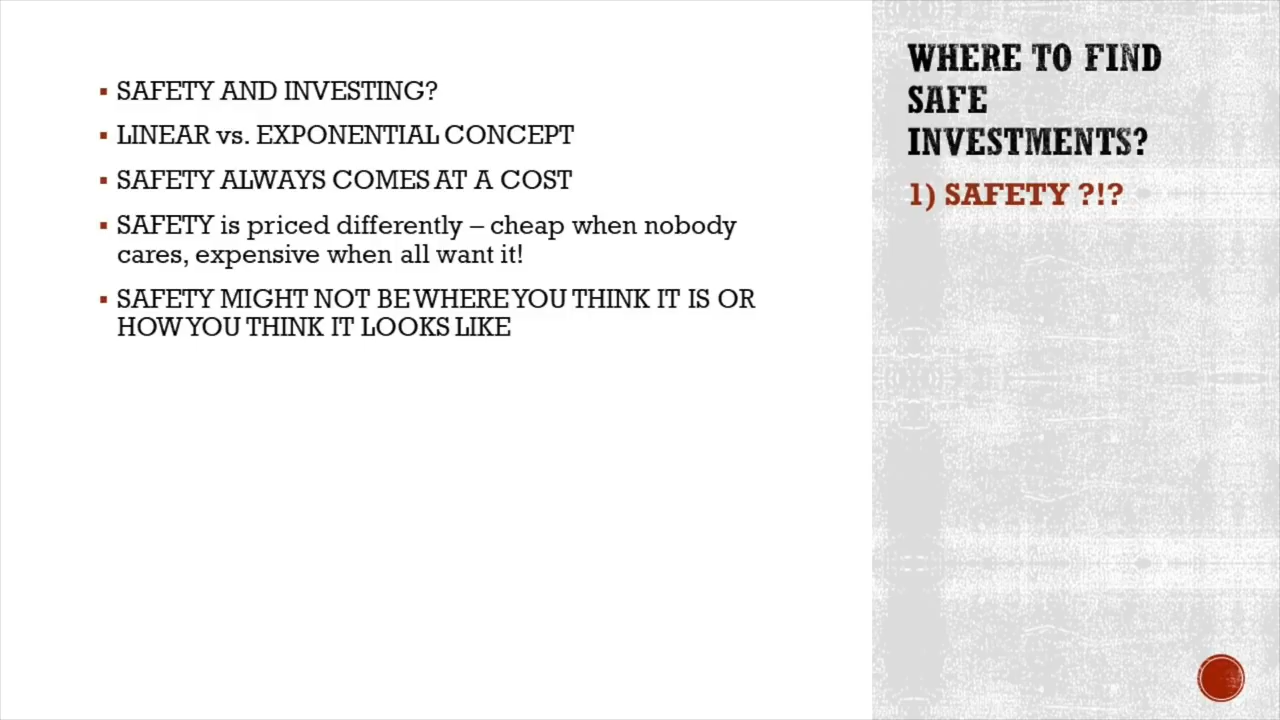 SAFETY AND INVESTING?
LINEAR vs. EXPONENTIAL CONCEPT
SAFETY ALWAYS COMES AT A COST
SAFETY is priced differently – cheap when nobody
cares, expensive when all want it!
SAFETY MIGHT NOT BE WHERE YOU THINK IT IS OR
HOW YOU THINK IT LOOKS LIKE
WHERE TO FIND
SAFE
INVESTMENTS?
1) SAFETY ?!?